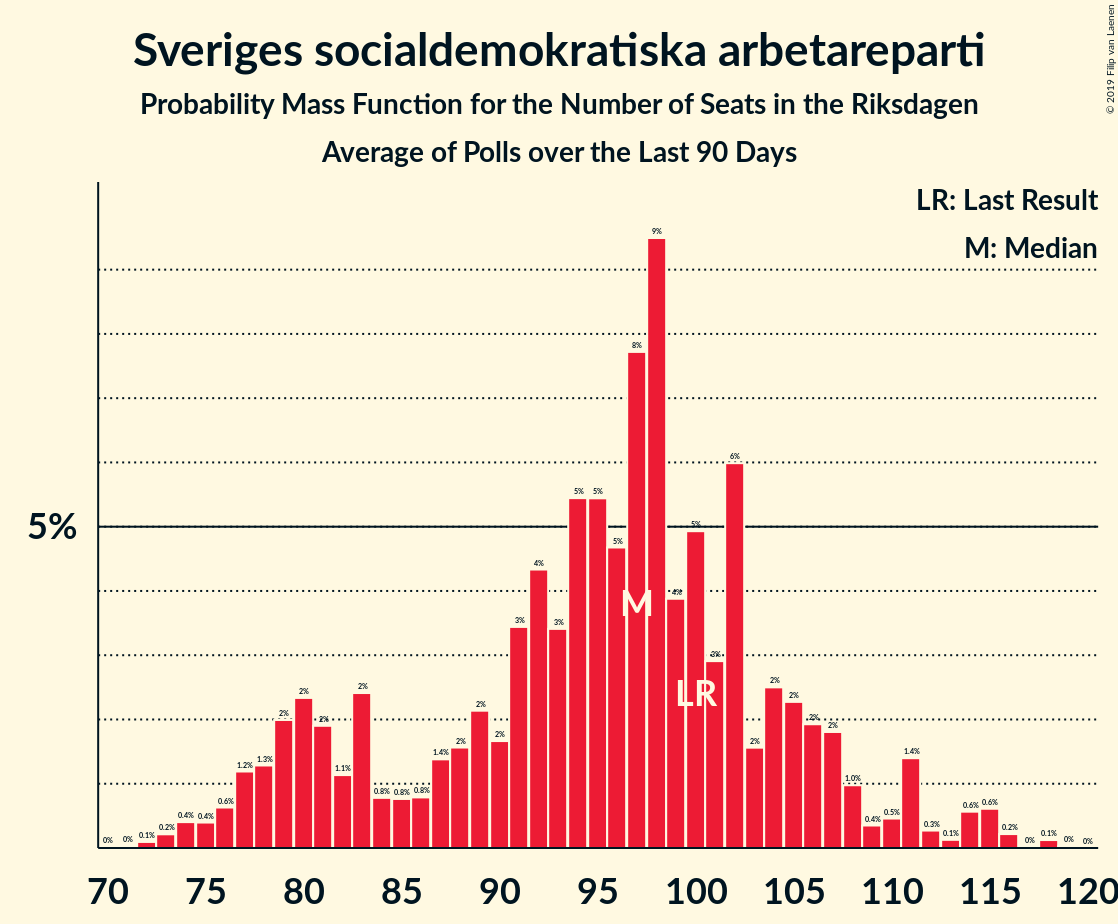 Sveriges socialdemokratiska arbetareparti
Probability Mass Function for the Number of Seats in the Riksdagen
Average of Polls over the Last 90 Days
© 2019 Filip van Laenen
LR: Last Result
M: Median
5%
0% 0% 0.1% 0.2% 0.4% 0.4% 0.6% 1.2% 1.3% 2% 2% 2% 1.1% 2% 0.8% 0.8% 0.8% 1.4% 2% 2% 2% 3% 4% 3% 5% 5% 5% 8% 9% 4% 5% 3% 6% 2% 2% 2% 2% 2% 1.0% 0.4% 0.5% 1.4% 0.3% 0.1% 0.6% 0.6% 0.2% 0% 0.1% 0% 0%
M
LR
70 75 80 85 90 95 100 105 110 115 120